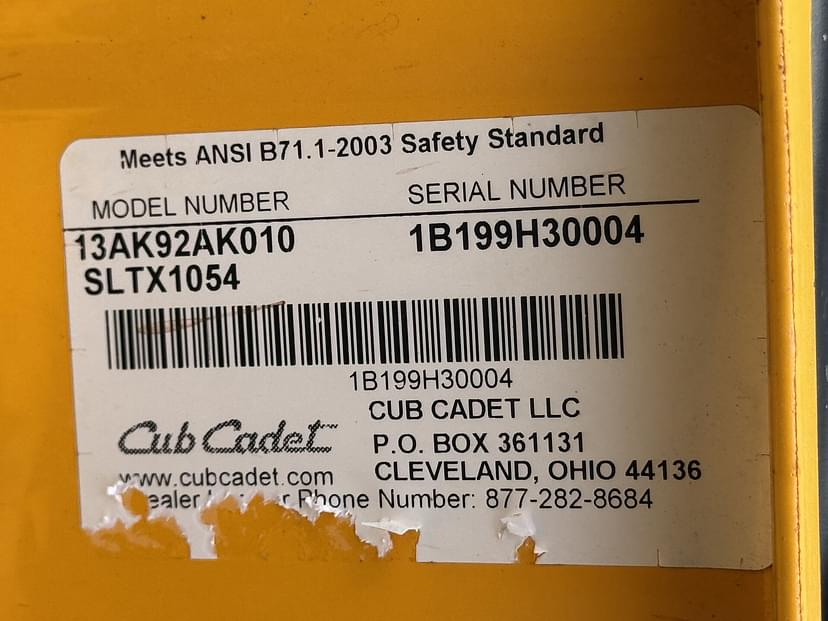 Meets ANSI B71.1-2003 Safety Standard
MODEL NUMBER SERIAL NUMBER
13AK92AK010 1B199H30004
SLTX1054
1B199H30004
CUB CADET LLC
Cub Cadet P.O. BOX 361131
www.cubcadet.com CLEVELAND, OHIO 44136
Phone Number: 877-282-8684